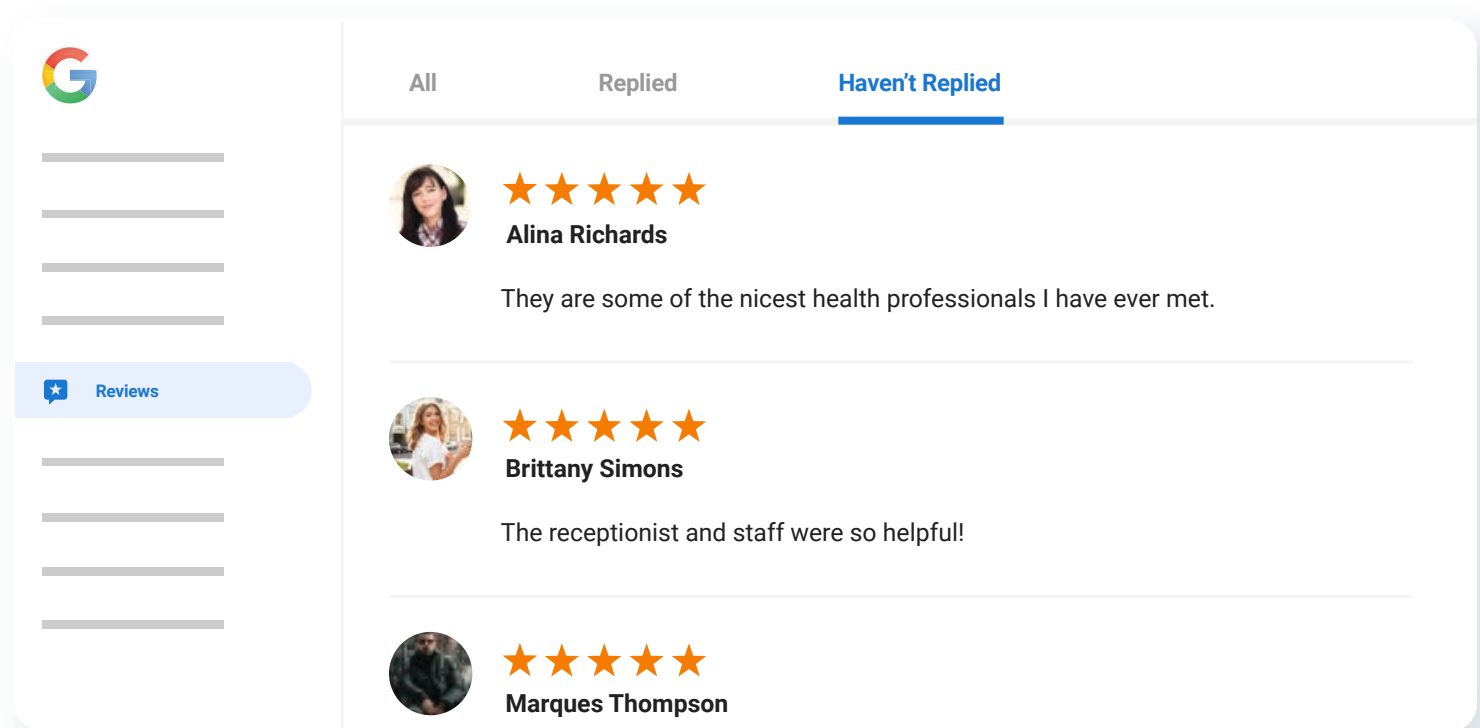 All
Replied
Haven’t Replied
Alina Richards
They are some of the nicest health professionals I have ever met.
Reviews
Brittany Simons
The receptionist and staff were so helpful!
Marques Thompson